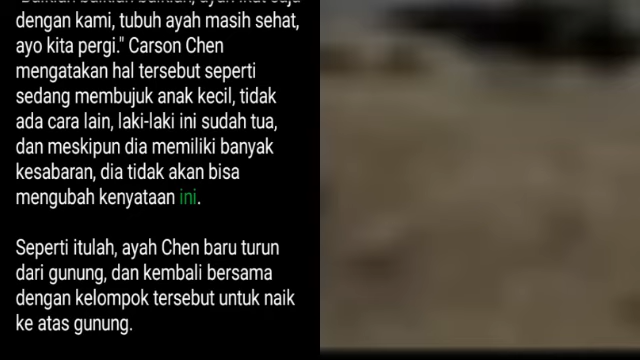 dengan kami, tubuh ayah masih sehat,
ayo kita pergi." Carson Chen
mengatakan hal tersebut seperti
sedang membujuk anak kecil, tidak
ada cara lain, laki-laki ini sudah tua,
dan meskipun dia memiliki banyak
kesabaran, dia tidak akan bisa
mengubah kenyataan ini.
Seperti itulah, ayah Chen baru turun
dari gunung, dan kembali bersama
dengan kelompok tersebut untuk naik
ke atas gunung.